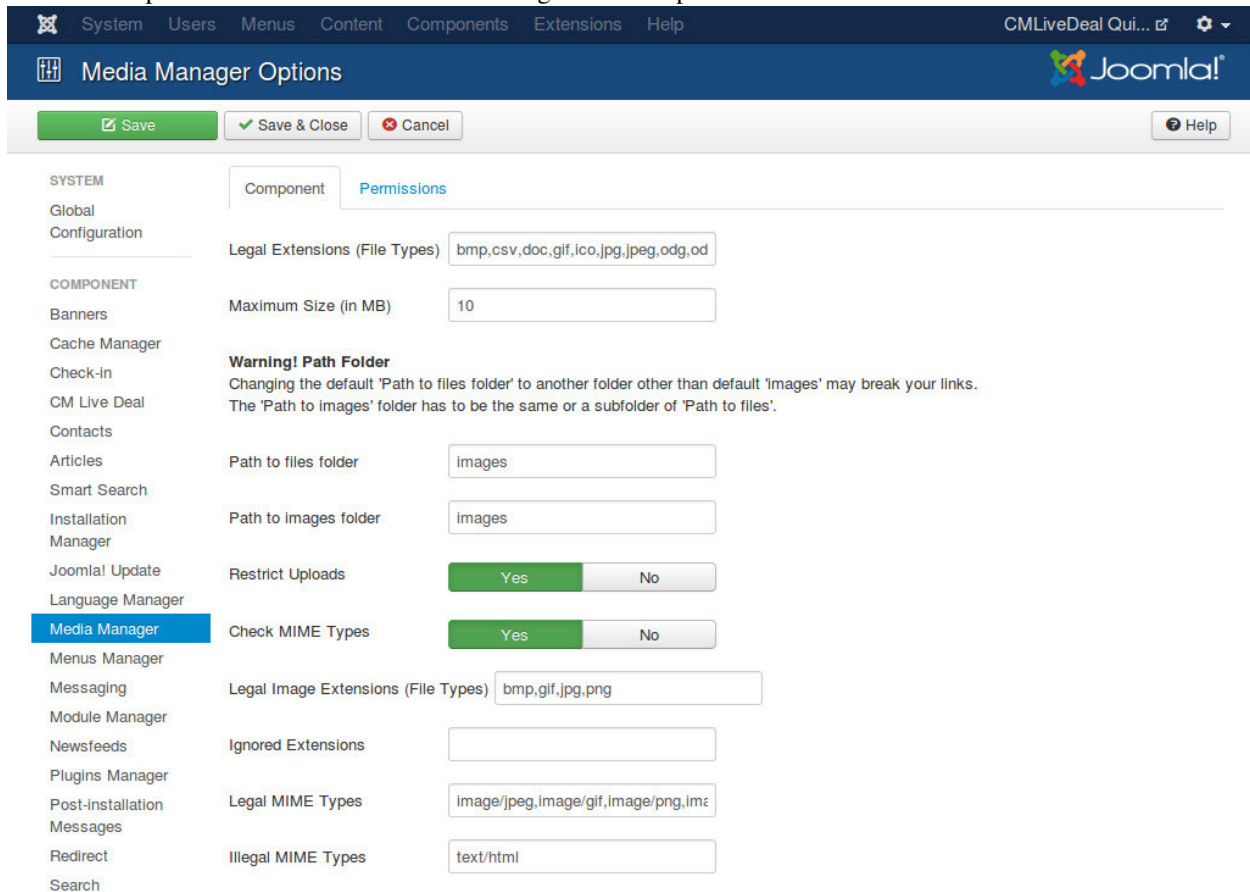 System Users Menus Content Components Extensions Help CMLiveDeal Qui...
Media Manager Options Joomla!
Save Save & Close Cancel Help
SYSTEM
Global
Configuration
COMPONENT
Banners
Cache Manager
Check-in
CM Live Deal
Contacts
Articles
Smart Search
Installation
Manager
Joomla! Update
Language Manager
Media Manager
Menus Manager
Messaging
Module Manager
Newsfeeds
Plugins Manager
Post-installation
Messages
Redirect
Search
Component Permissions
Legal Extensions (File Types) bmp,csv,doc,gif,ico,jpg,jpeg,odg,od
Maximum Size (in MB) 10
Warning! Path Folder
Changing the default 'Path to files folder' to another folder other than default 'images' may break your links.
The 'Path to images' folder has to be the same or a subfolder of 'Path to files'.
Path to files folder images
Path to images folder images
Restrict Uploads Yes No
Check MIME Types Yes No
Legal Image Extensions (File Types) bmp,gif,jpg,png
Ignored Extensions
Legal MIME Types image/jpeg,image/gif,image/png,ima
Illegal MIME Types text/html